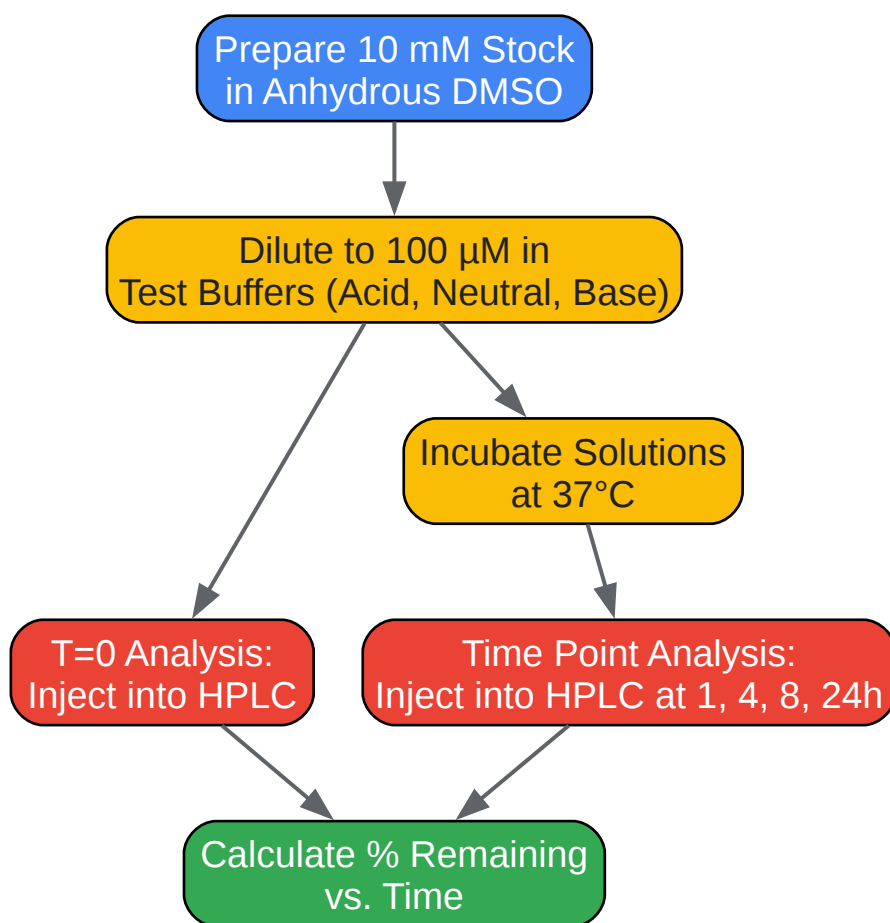 Prepare 10 mM Stock
in Anhydrous DMSO
Dilute to 100 µM in
Test Buffers (Acid, Neutral, Base)
Incubate Solutions
at 37°C
T=0 Analysis:
Inject into HPLC
Time Point Analysis:
Inject into HPLC at 1, 4, 8, 24h
Calculate % Remaining
vs. Time